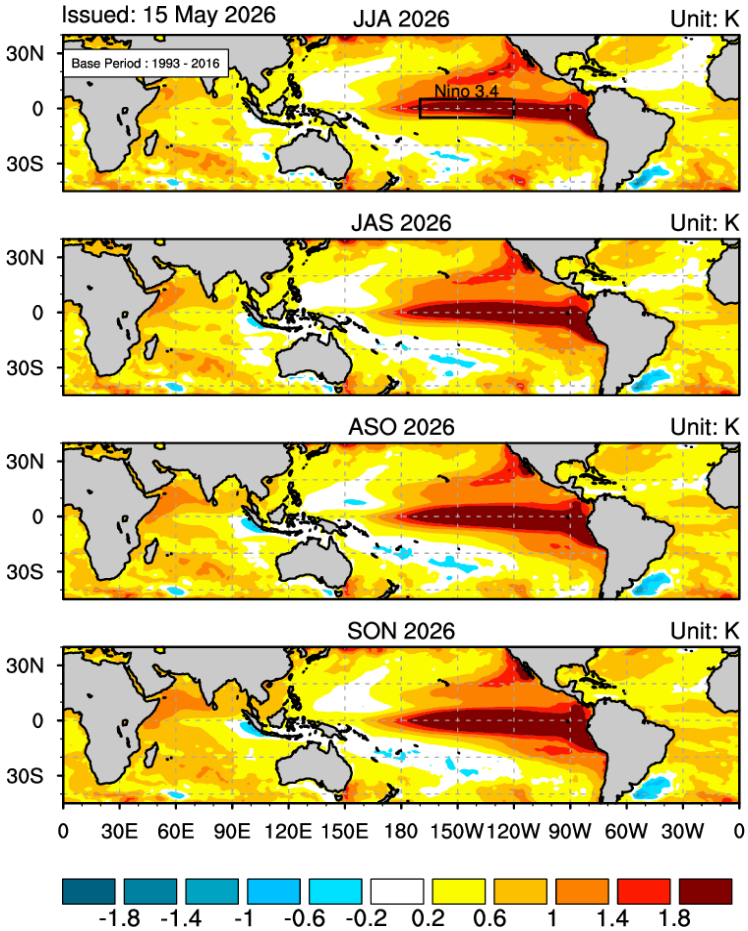 Issued: 15 May 2026 JJA 2026 Unit: K
30N
Base Period : 1993 - 2016
Nino 3.4
0
30S
JAS 2026 Unit: K
30N
0
30S
ASO 2026 Unit: K
30N
0
30S
SON 2026 Unit: K
30N
0
30S
0 30E 60E 90E 120E 150E 180 150W 120W 90W 60W 30W 0
-1.8 -1.4 -1 -0.6 -0.2 0.2 0.6 1 1.4 1.8